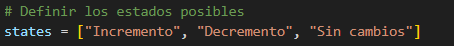 # Definir los estados posibles
states = ["Incremento", "Decremento", "Sin cambios"]